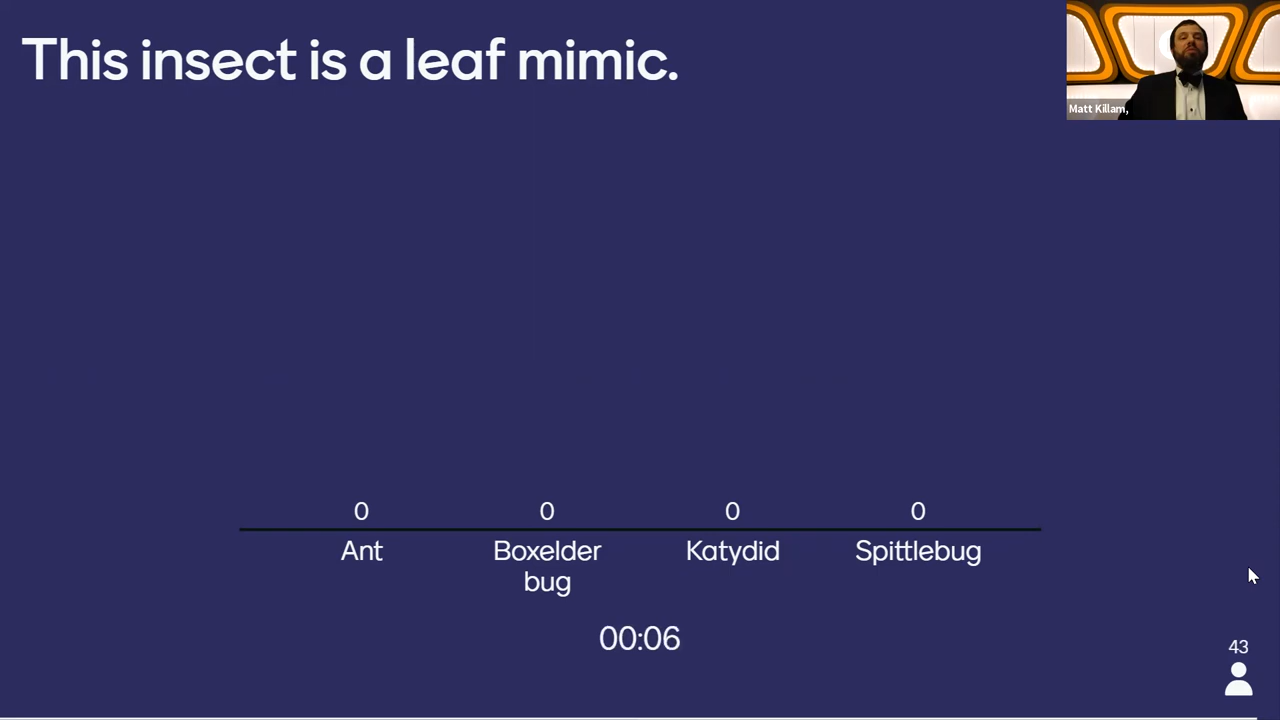 This insect is a leaf mimic.
Matt Killam,
0 0 0 0
Ant Boxelder bug Katydid Spittlebug
00:06
43